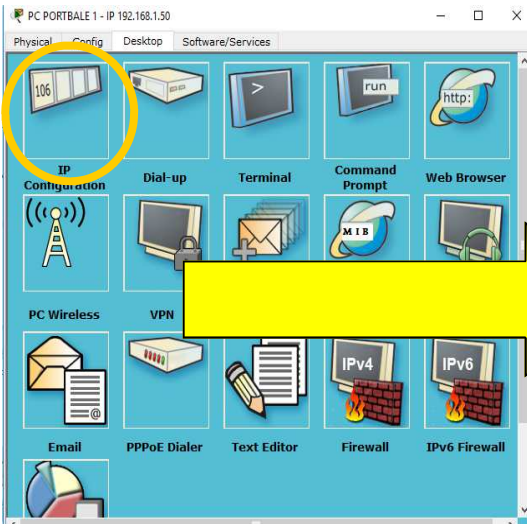 PC PORTBALE 1 - IP 192.168.1.50
Physical Config Desktop Software/Services
106
>
run
http:
IP
Configuration
Dial-up
Terminal
Command
Prompt
Web Browser
MIB
PC Wireless
VPN
IPv4
IPv6
@
Email
PPPoE Dialer
Text Editor
Firewall
IPv6 Firewall